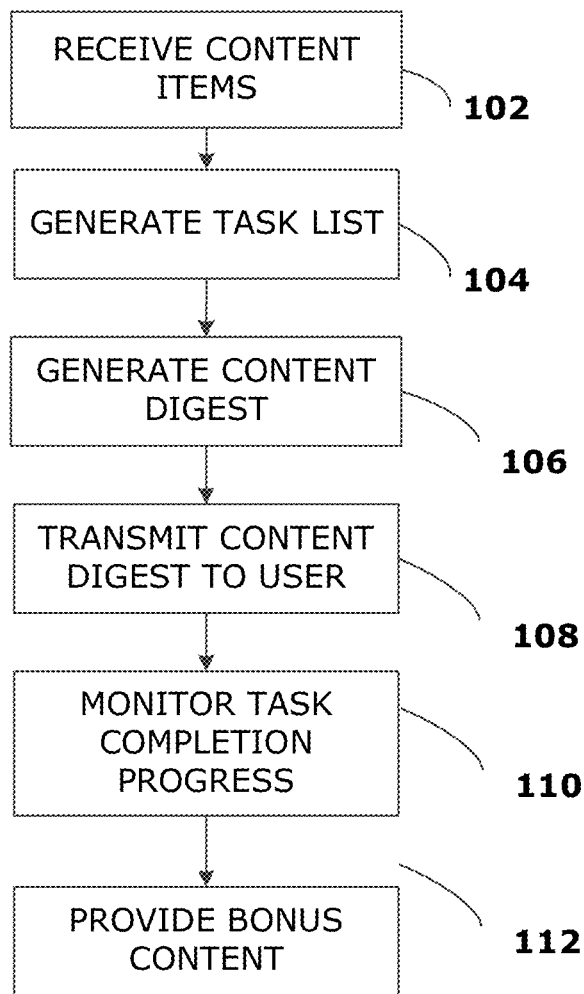 RECEIVE CONTENT
ITEMS
102
GENERATE TASK LIST
104
GENERATE CONTENT
DIGEST
106
TRANSMIT CONTENT
DIGEST TO USER
108
MONITOR TASK
COMPLETION
PROGRESS
110
PROVIDE BONUS
CONTENT
112